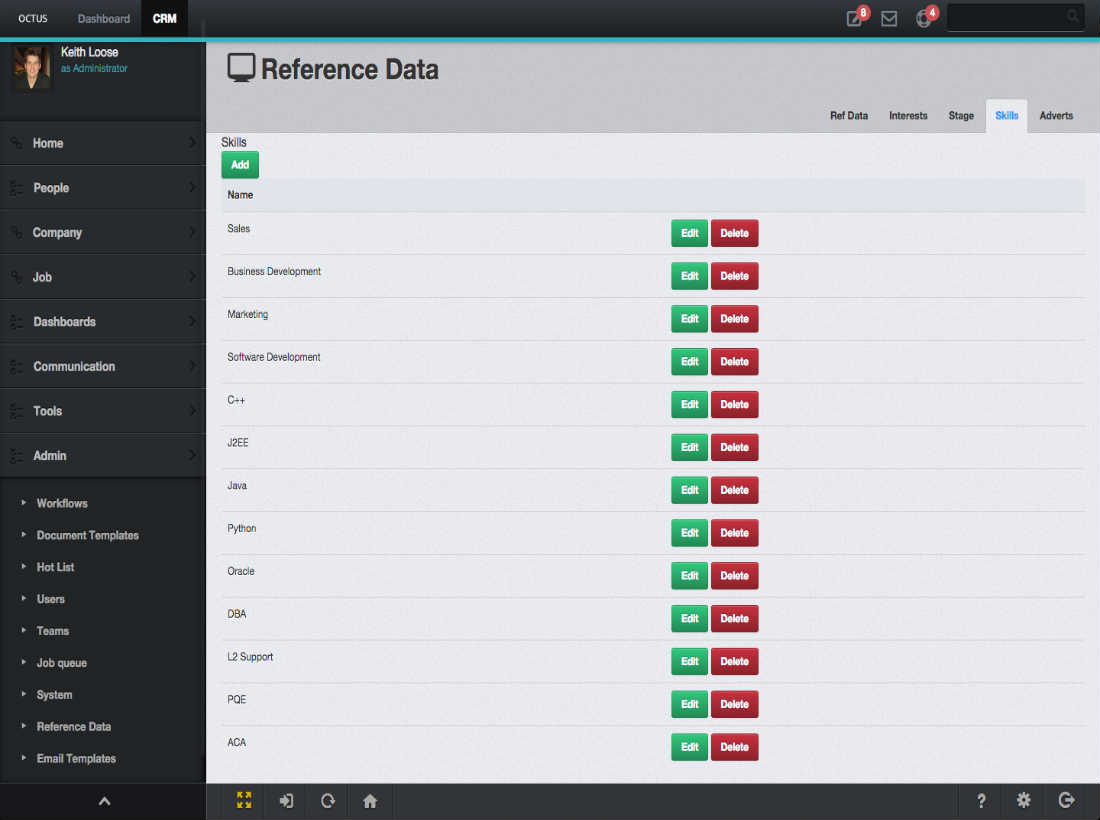 OCTUS Dashboard CRM 8 4
Keith Loose
as Administrator
Reference Data
Ref Data Interests Stage Skills Adverts
Home
People
Company
Job
Dashboards
Communication
Tools
Admin
Workflows
Document Templates
Hot List
Users
Teams
Job queue
System
Reference Data
Email Templates
Skills
Add
Name
Sales Edit Delete
Business Development Edit Delete
Marketing Edit Delete
Software Development Edit Delete
C++ Edit Delete
J2EE Edit Delete
Java Edit Delete
Python Edit Delete
Oracle Edit Delete
DBA Edit Delete
L2 Support Edit Delete
PQE Edit Delete
ACA Edit Delete
?